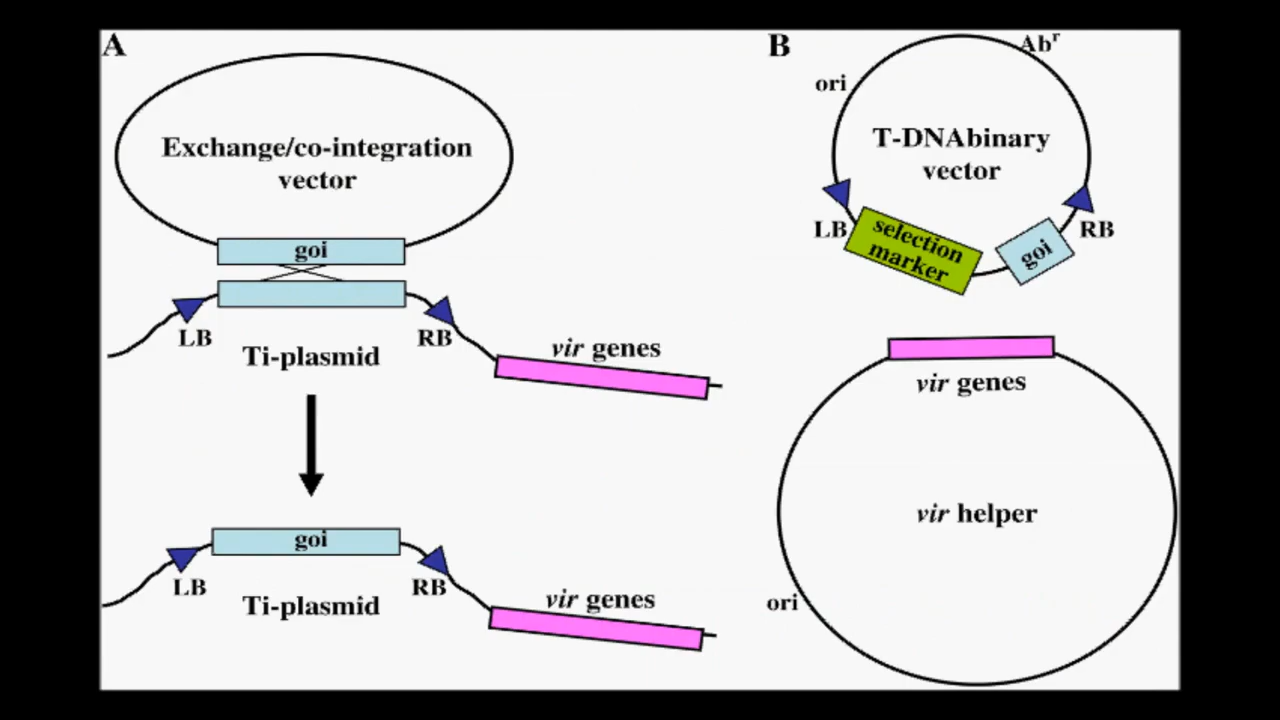 A
Exchange/co-integration
vector
goi
LB
RB
Ti-plasmid
vir genes
goi
LB
RB
Ti-plasmid
vir genes
B
Abr
ori
T-DNAbinary
vector
LB
RB
selection
marker
goi
vir genes
vir helper
ori